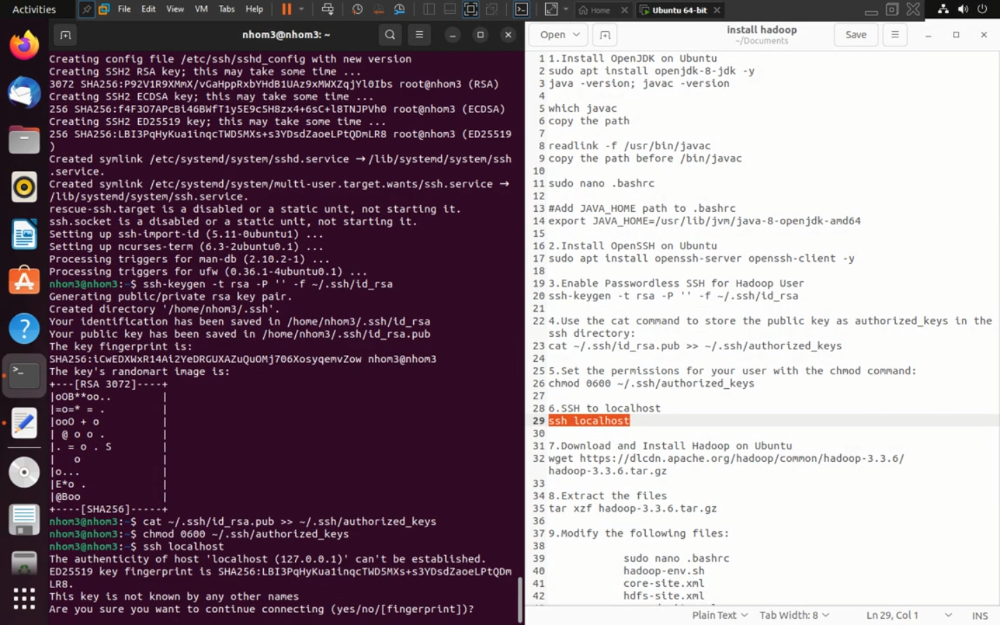 Activities
File Edit View VM Tabs Help
Home
Ubuntu 64-bit
nhom3@nhom3: ~
Creating config file /etc/ssh/sshd_config with new version
Creating SSH2 RSA key; this may take some time ...
3072 SHA256:P92V1R9XMmX/vGaHppRxbYHdB1UAz9xMWXZqjYl0Ibs root@nhom3 (RSA)
Creating SSH2 ECDSA key; this may take some time ...
256 SHA256:f4F3O7APcBi46BWfT1y5E9c5H8zx4+6sC+l8TNJPVh0 root@nhom3 (ECDSA)
Creating SSH2 ED25519 key; this may take some time ...
256 SHA256:LBI3PqHyKua1inqcTWD5MXs+s3YDsdZaoeLPtQDmLR8 root@nhom3 (ED25519
)
Created symlink /etc/systemd/system/sshd.service → /lib/systemd/system/ssh
.service.
Created symlink /etc/systemd/system/multi-user.target.wants/ssh.service →
/lib/systemd/system/ssh.service.
rescue-ssh.target is a disabled or a static unit, not starting it.
ssh.socket is a disabled or a static unit, not starting it.
Setting up ssh-import-id (5.11-0ubuntu1) ...
Setting up ncurses-term (6.3-2ubuntu0.1) ...
Processing triggers for man-db (2.10.2-1) ...
Processing triggers for ufw (0.36.1-4ubuntu0.1) ...
nhom3@nhom3:~$ ssh-keygen -t rsa -P '' -f ~/.ssh/id_rsa
Generating public/private rsa key pair.
Created directory '/home/nhom3/.ssh'.
Your identification has been saved in /home/nhom3/.ssh/id_rsa
Your public key has been saved in /home/nhom3/.ssh/id_rsa.pub
The key fingerprint is:
SHA256:iCwEDXWxR14Ai2YeDRGUXAZuQuOMj706XosyqemvZow nhom3@nhom3
The key's randomart image is:
+---[RSA 3072]----+
|oOB**oo..        |
|=o=* = .         |
|ooO + o          |
| @ o o .         |
|. = o . S        |
|   o             |
|o...             |
|E*o .            |
|@Boo             |
+----[SHA256]-----+
nhom3@nhom3:~$ cat ~/.ssh/id_rsa.pub >> ~/.ssh/authorized_keys
nhom3@nhom3:~$ chmod 0600 ~/.ssh/authorized_keys
nhom3@nhom3:~$ ssh localhost
The authenticity of host 'localhost (127.0.0.1)' can't be established.
ED25519 key fingerprint is SHA256:LBI3PqHyKua1inqcTWD5MXs+s3YDsdZaoeLPtQDm
LR8.
This key is not known by any other names
Are you sure you want to continue connecting (yes/no/[fingerprint])?
Open
install hadoop
~/Documents
Save
1 1.Install OpenJDK on Ubuntu
2 sudo apt install openjdk-8-jdk -y
3 java -version; javac -version
4
5 which javac
6 copy the path
7
8 readlink -f /usr/bin/javac
9 copy the path before /bin/javac
10
11 sudo nano .bashrc
12
13 #Add JAVA_HOME path to .bashrc
14 export JAVA_HOME=/usr/lib/jvm/java-8-openjdk-amd64
15
16 2.Install OpenSSH on Ubuntu
17 sudo apt install openssh-server openssh-client -y
18
19 3.Enable Passwordless SSH for Hadoop User
20 ssh-keygen -t rsa -P '' -f ~/.ssh/id_rsa
21
22 4.Use the cat command to store the public key as authorized_keys in the
ssh directory:
23 cat ~/.ssh/id_rsa.pub >> ~/.ssh/authorized_keys
24
25 5.Set the permissions for your user with the chmod command:
26 chmod 0600 ~/.ssh/authorized_keys
27
28 6.SSH to localhost
29 ssh localhost
30
31 7.Download and Install Hadoop on Ubuntu
32 wget https://dlcdn.apache.org/hadoop/common/hadoop-3.3.6/
hadoop-3.3.6.tar.gz
33
34 8.Extract the files
35 tar xzf hadoop-3.3.6.tar.gz
36
37 9.Modify the following files:
38
39 sudo nano .bashrc
40 hadoop-env.sh
41 core-site.xml
42 hdfs-site.xml
Plain Text Tab Width: 8 Ln 29, Col 1 INS